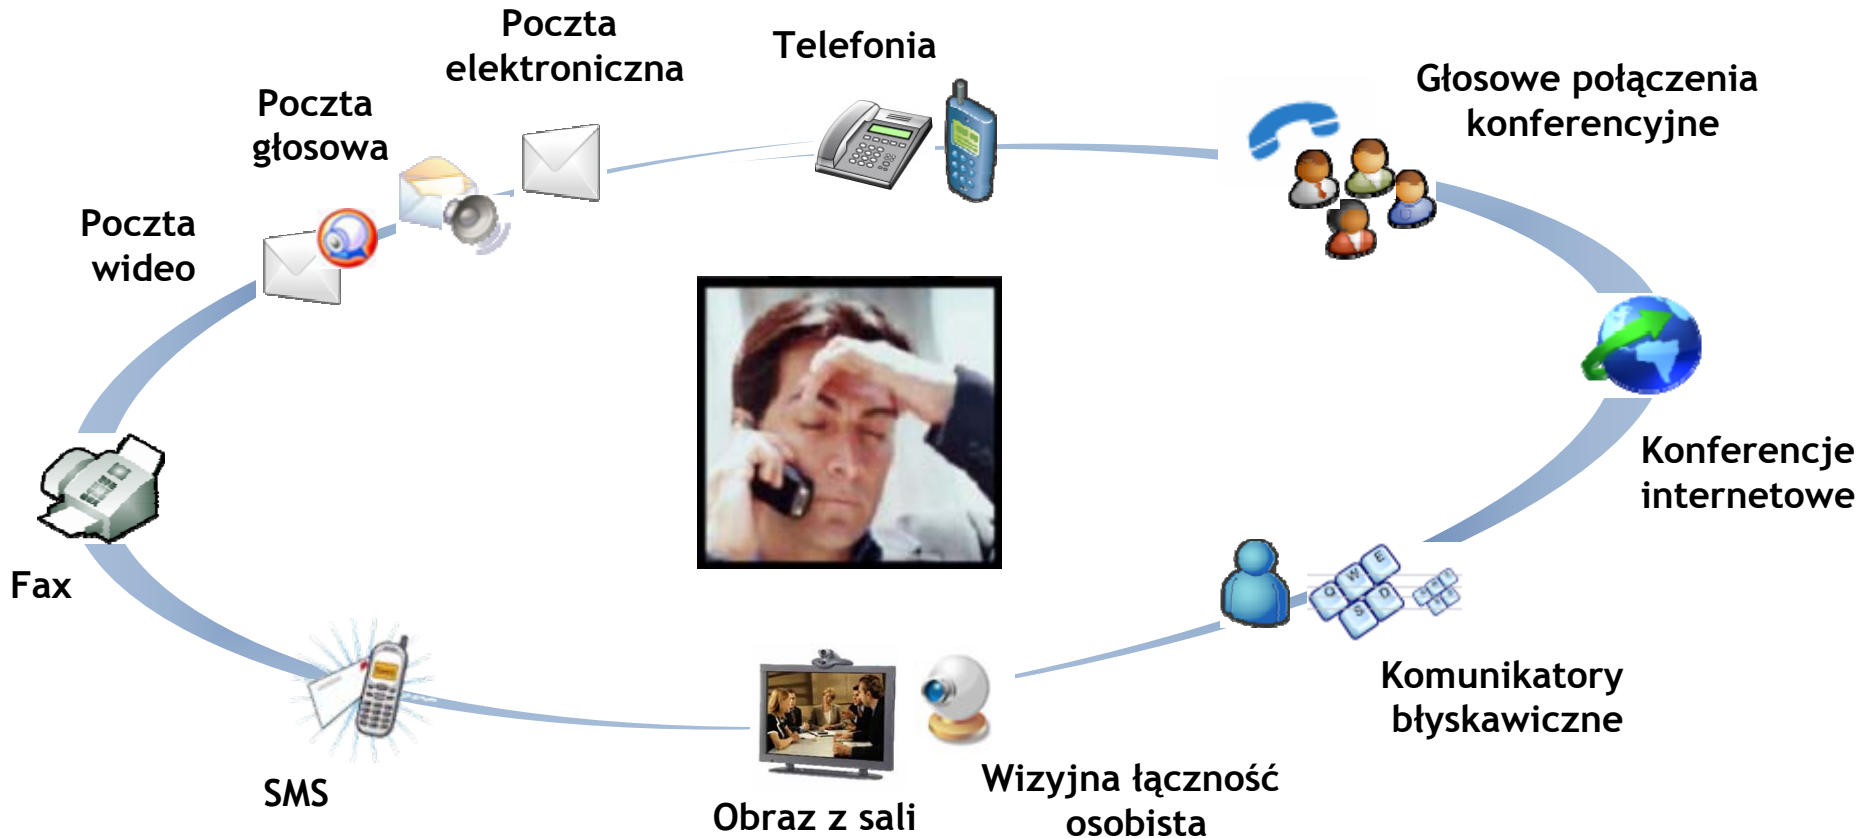 Poczta
elektroniczna
Telefonia
Głosowe połączenia
konferencyjne
Poczta
głosowa
Poczta
wideo
Konferencje
internetowe
Fax
Q W E
S D
Komunikatory
błyskawiczne
SMS
Obraz z sali
Wizyjna łączność
osobista